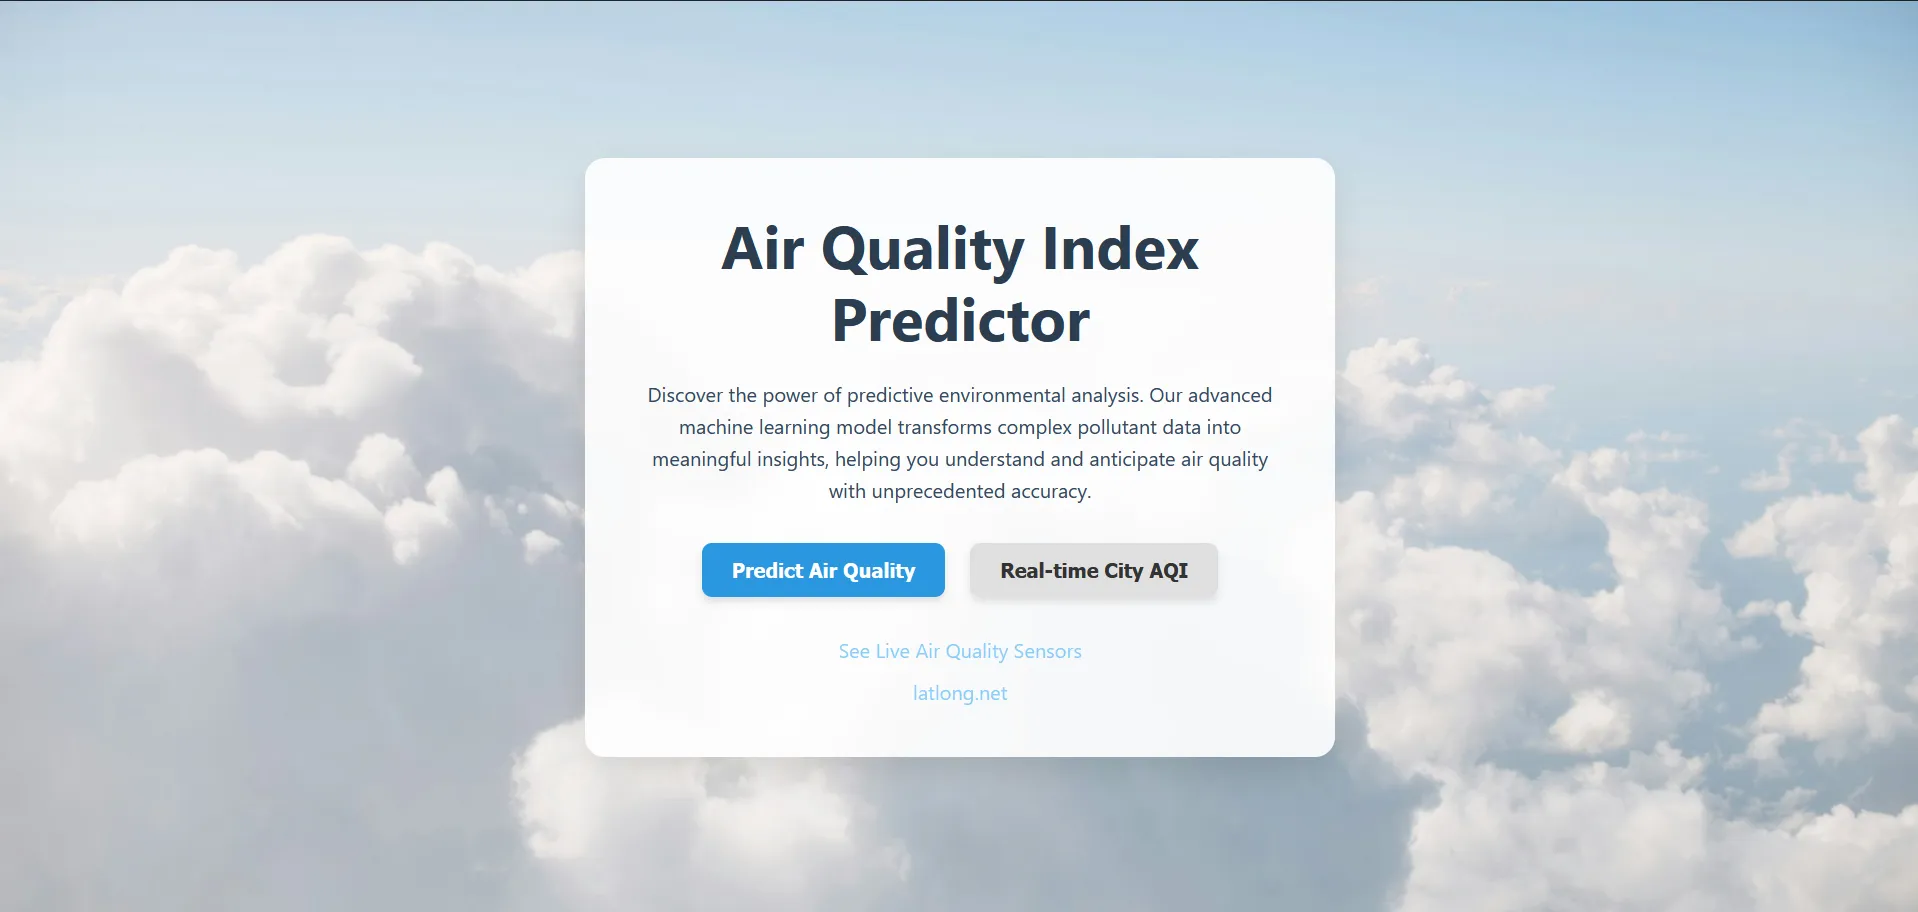 Air Quality Index
Predictor
Discover the power of predictive environmental analysis. Our advanced
machine learning model transforms complex pollutant data into
meaningful insights, helping you understand and anticipate air quality
with unprecedented accuracy.
Predict Air Quality
Real-time City AQI
See Live Air Quality Sensors
latlong.net